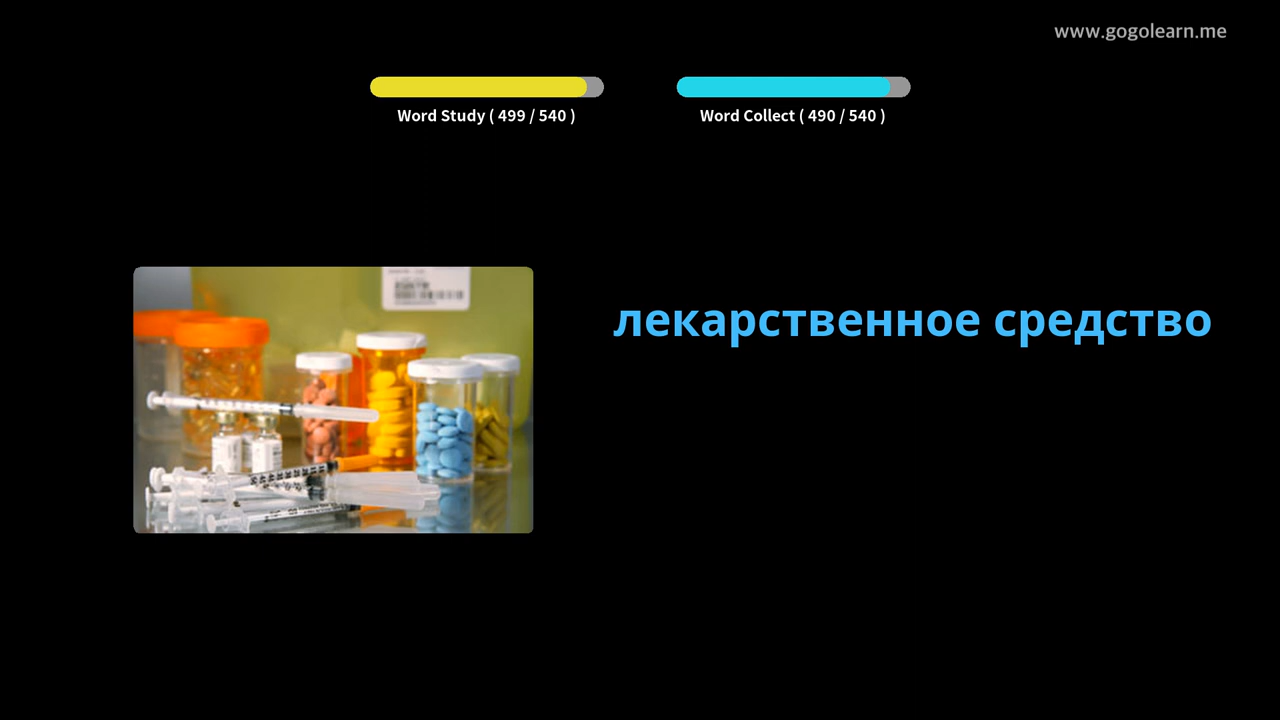 www.gogolearn.me
Word Study ( 499 / 540 )
Word Collect ( 490 / 540 )
лекарственное средство